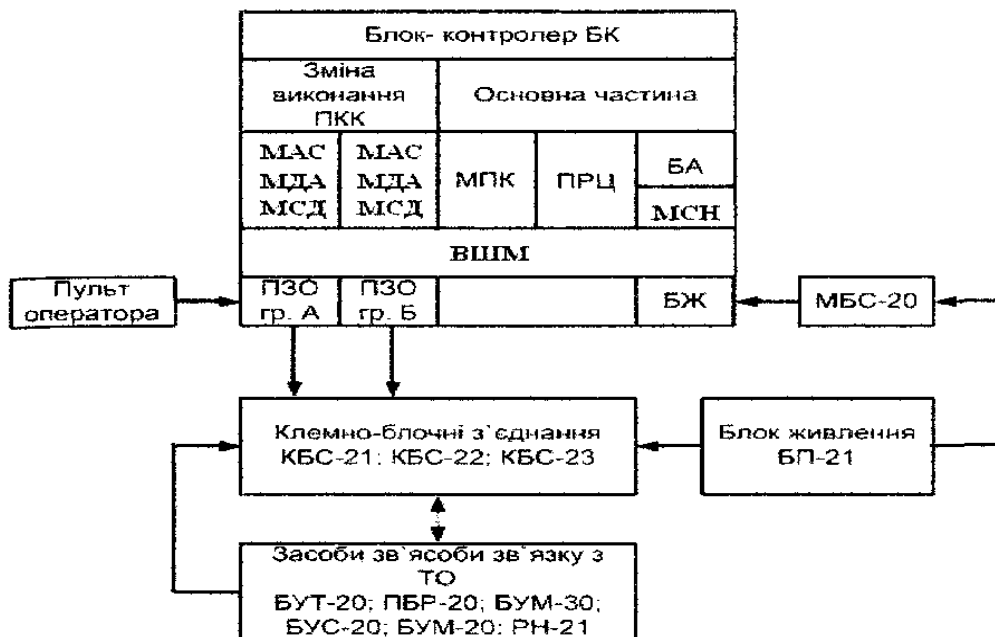 Блок- контролер БК
Зміна
виконання
ПКК
Основна частина
МАС
МДА
МСД
МАС
МДА
МСД
МПК
ПРЦ
БА
МСН
ВШМ
Пульт
оператора
ПЗО
гр. А
ПЗО
гр. Б
БЖ
МБС-20
Клемно-блочні з`єднання
КБС-21; КБС-22; КБС-23
Блок живлення
БП-21
Засоби зв`ясоби зв`язку з
ТО
БУТ-20; ПБР-20; БУМ-30;
БУС-20; БУМ-20; РН-21